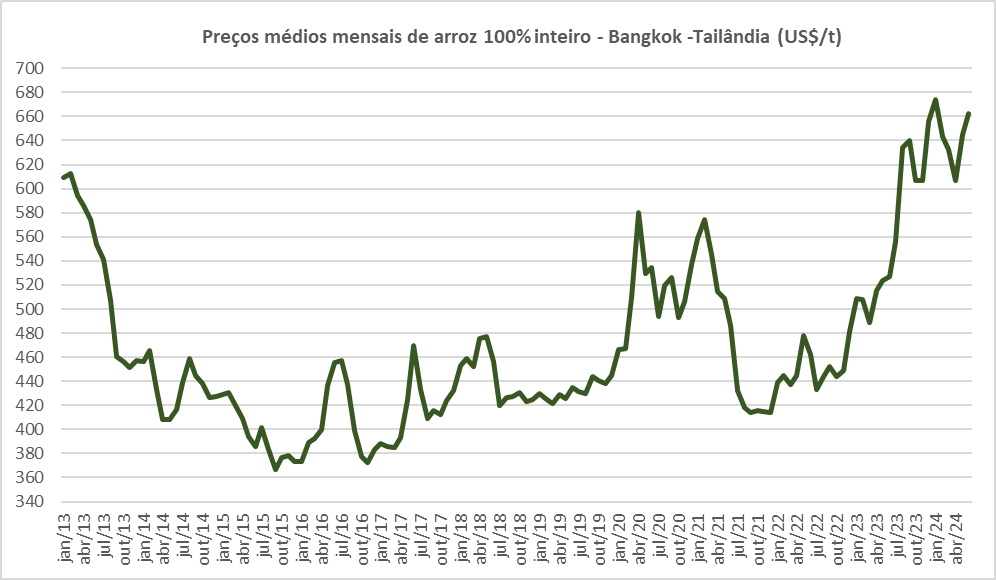 Preços médios mensais de arroz 100% inteiro - Bangkok -Tailândia (US$/t)
700
680
660
640
620
600
580
560
540
520
500
480
460
440
420
400
380
360
340
jan/13
abr/13
jul/13
out/13
jan/14
abr/14
jul/14
out/14
jan/15
abr/15
jul/15
out/15
jan/16
abr/16
jul/16
out/16
jan/17
abr/17
jul/17
out/17
jan/18
abr/18
jul/18
out/18
jan/19
abr/19
jul/19
out/19
jan/20
abr/20
jul/20
out/20
jan/21
abr/21
jul/21
out/21
jan/22
abr/22
jul/22
out/22
jan/23
abr/23
jul/23
out/23
jan/24
abr/24